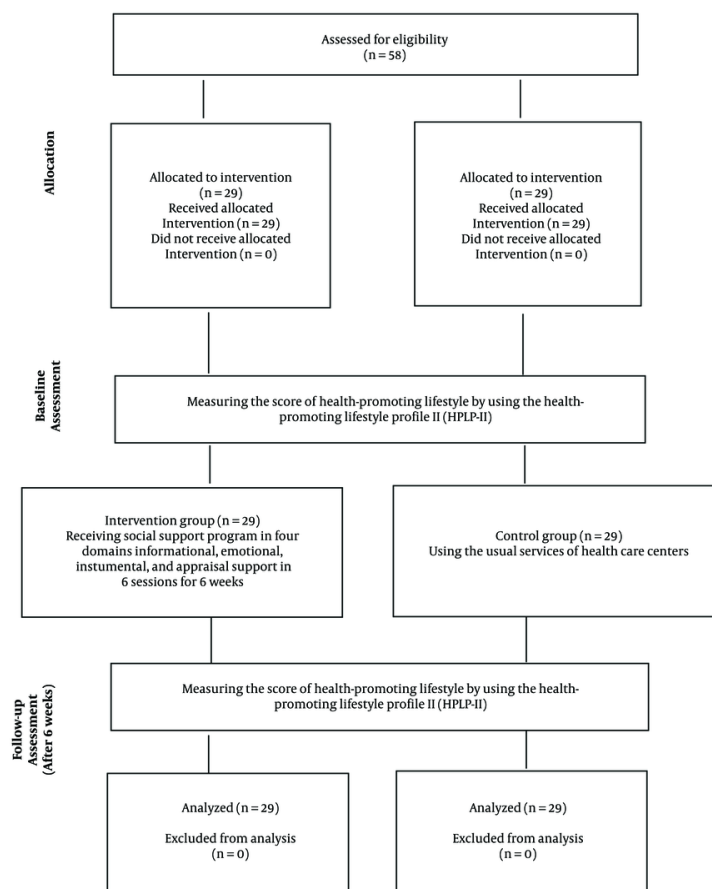 Assessed for eligibility
(n = 58)
Allocation
Allocated to intervention
(n = 29)
Received allocated
Intervention (n = 29)
Did not receive allocated
Intervention (n = 0)
Allocated to intervention
(n = 29)
Received allocated
Intervention (n = 29)
Did not receive allocated
Intervention (n = 0)
Baseline
Assessment
Measuring the score of health-promoting lifestyle by using the health-
promoting lifestyle profile II (HPLP-II)
Intervention group (n = 29)
Receiving social support program in four
domains informational, emotional,
instumental, and appraisal support in
6 sessions for 6 weeks
Control group (n = 29)
Using the usual services of health care centers
Follow-up
Assessment
(After 6 weeks)
Measuring the score of health-promoting lifestyle by using the health-
promoting lifestyle profile II (HPLP-II)
Analyzed (n = 29)
Excluded from analysis
(n = 0)
Analyzed (n = 29)
Excluded from analysis
(n = 0)